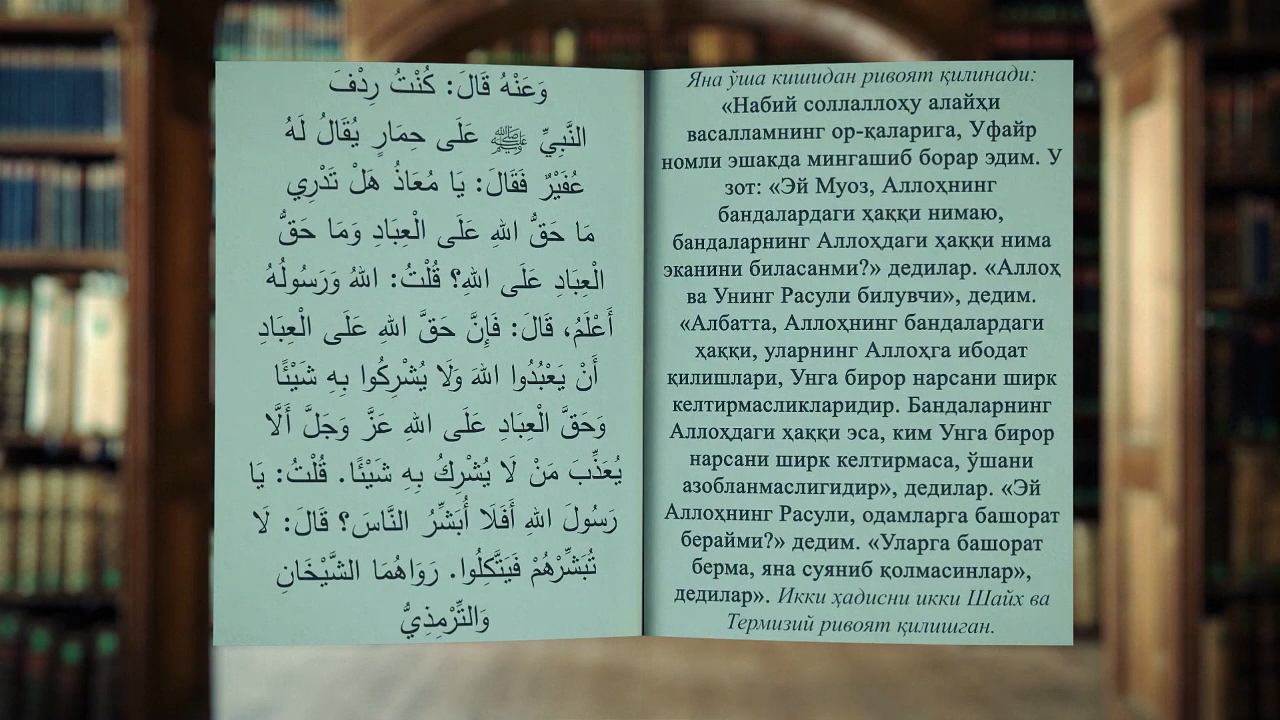 وَعَنْهُ قَالَ: كُنْتُ رِدْفَ
النَّبِيِّ ﷺ عَلَى حِمَارٍ يُقَالُ لَهُ
عُفَيْرٌ فَقَالَ: يَا مُعَاذُ هَلْ تَدْرِي
مَا حَقُّ اللهِ عَلَى الْعِبَادِ وَمَا حَقُّ
الْعِبَادِ عَلَى اللهِ؟ قُلْتُ: اللهُ وَرَسُولُهُ
أَعْلَمُ، قَالَ: فَإِنَّ حَقَّ اللهِ عَلَى الْعِبَادِ
أَنْ يَعْبُدُوا اللهَ وَلَا يُشْرِكُوا بِهِ شَيْئًا
وَحَقَّ الْعِبَادِ عَلَى اللهِ عَزَّ وَجَلَّ أَلَّا
يُعَذِّبَ مَنْ لَا يُشْرِكُ بِهِ شَيْئًا. قُلْتُ: يَا
رَسُولَ اللهِ أَفَلَا أُبَشِّرُ النَّاسَ؟ قَالَ: لَا
تُبَشِّرْهُمْ فَيَتَّكِلُوا. رَوَاهُمَا الشَّيْخَانِ
وَالتِّرْمِذِيُّ
Яна ўша кишидан ривоят қилинади:
«Набий соллаллоҳу алайҳи
васалламнинг ор-қаларига, Уфайр
номли эшакда мингашиб борар эдим. У
зот: «Эй Муоз, Аллоҳнинг
бандалардаги ҳаққи нимаю,
бандаларнинг Аллоҳдаги ҳаққи нима
эканини биласанми?» дедилар. «Аллоҳ
ва Унинг Расули билувчи», дедим.
«Албатта, Аллоҳнинг бандалардаги
ҳаққи, уларнинг Аллоҳга ибодат
қилишлари, Унга бирор нарсани ширк
келтирмасликларидир. Бандаларнинг
Аллоҳдаги ҳаққи эса, ким Унга бирор
нарсани ширк келтирмаса, ўшани
азобланмаслигидир», дедилар. «Эй
Аллоҳнинг Расули, одамларга башорат
берайми?» дедим. «Уларга башорат
берма, яна суяниб қолмасинлар»,
дедилар». Икки ҳадисни икки Шайх ва
Термизий ривоят қилишган.